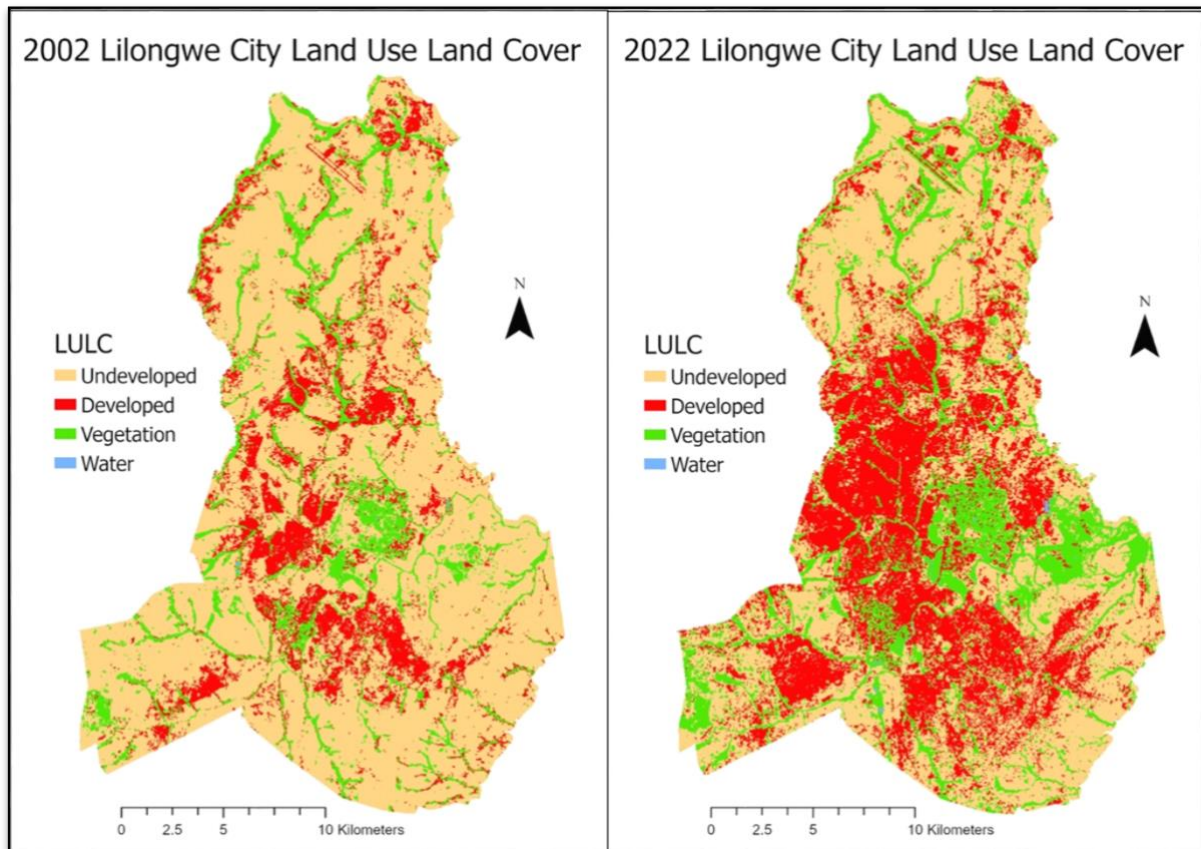 2002 Lilongwe City Land Use Land Cover
N
LULC
Undeveloped
Developed
Vegetation
Water
0 2.5 5 10 Kilometers
2022 Lilongwe City Land Use Land Cover
N
LULC
Undeveloped
Developed
Vegetation
Water
0 2.5 5 10 Kilometers